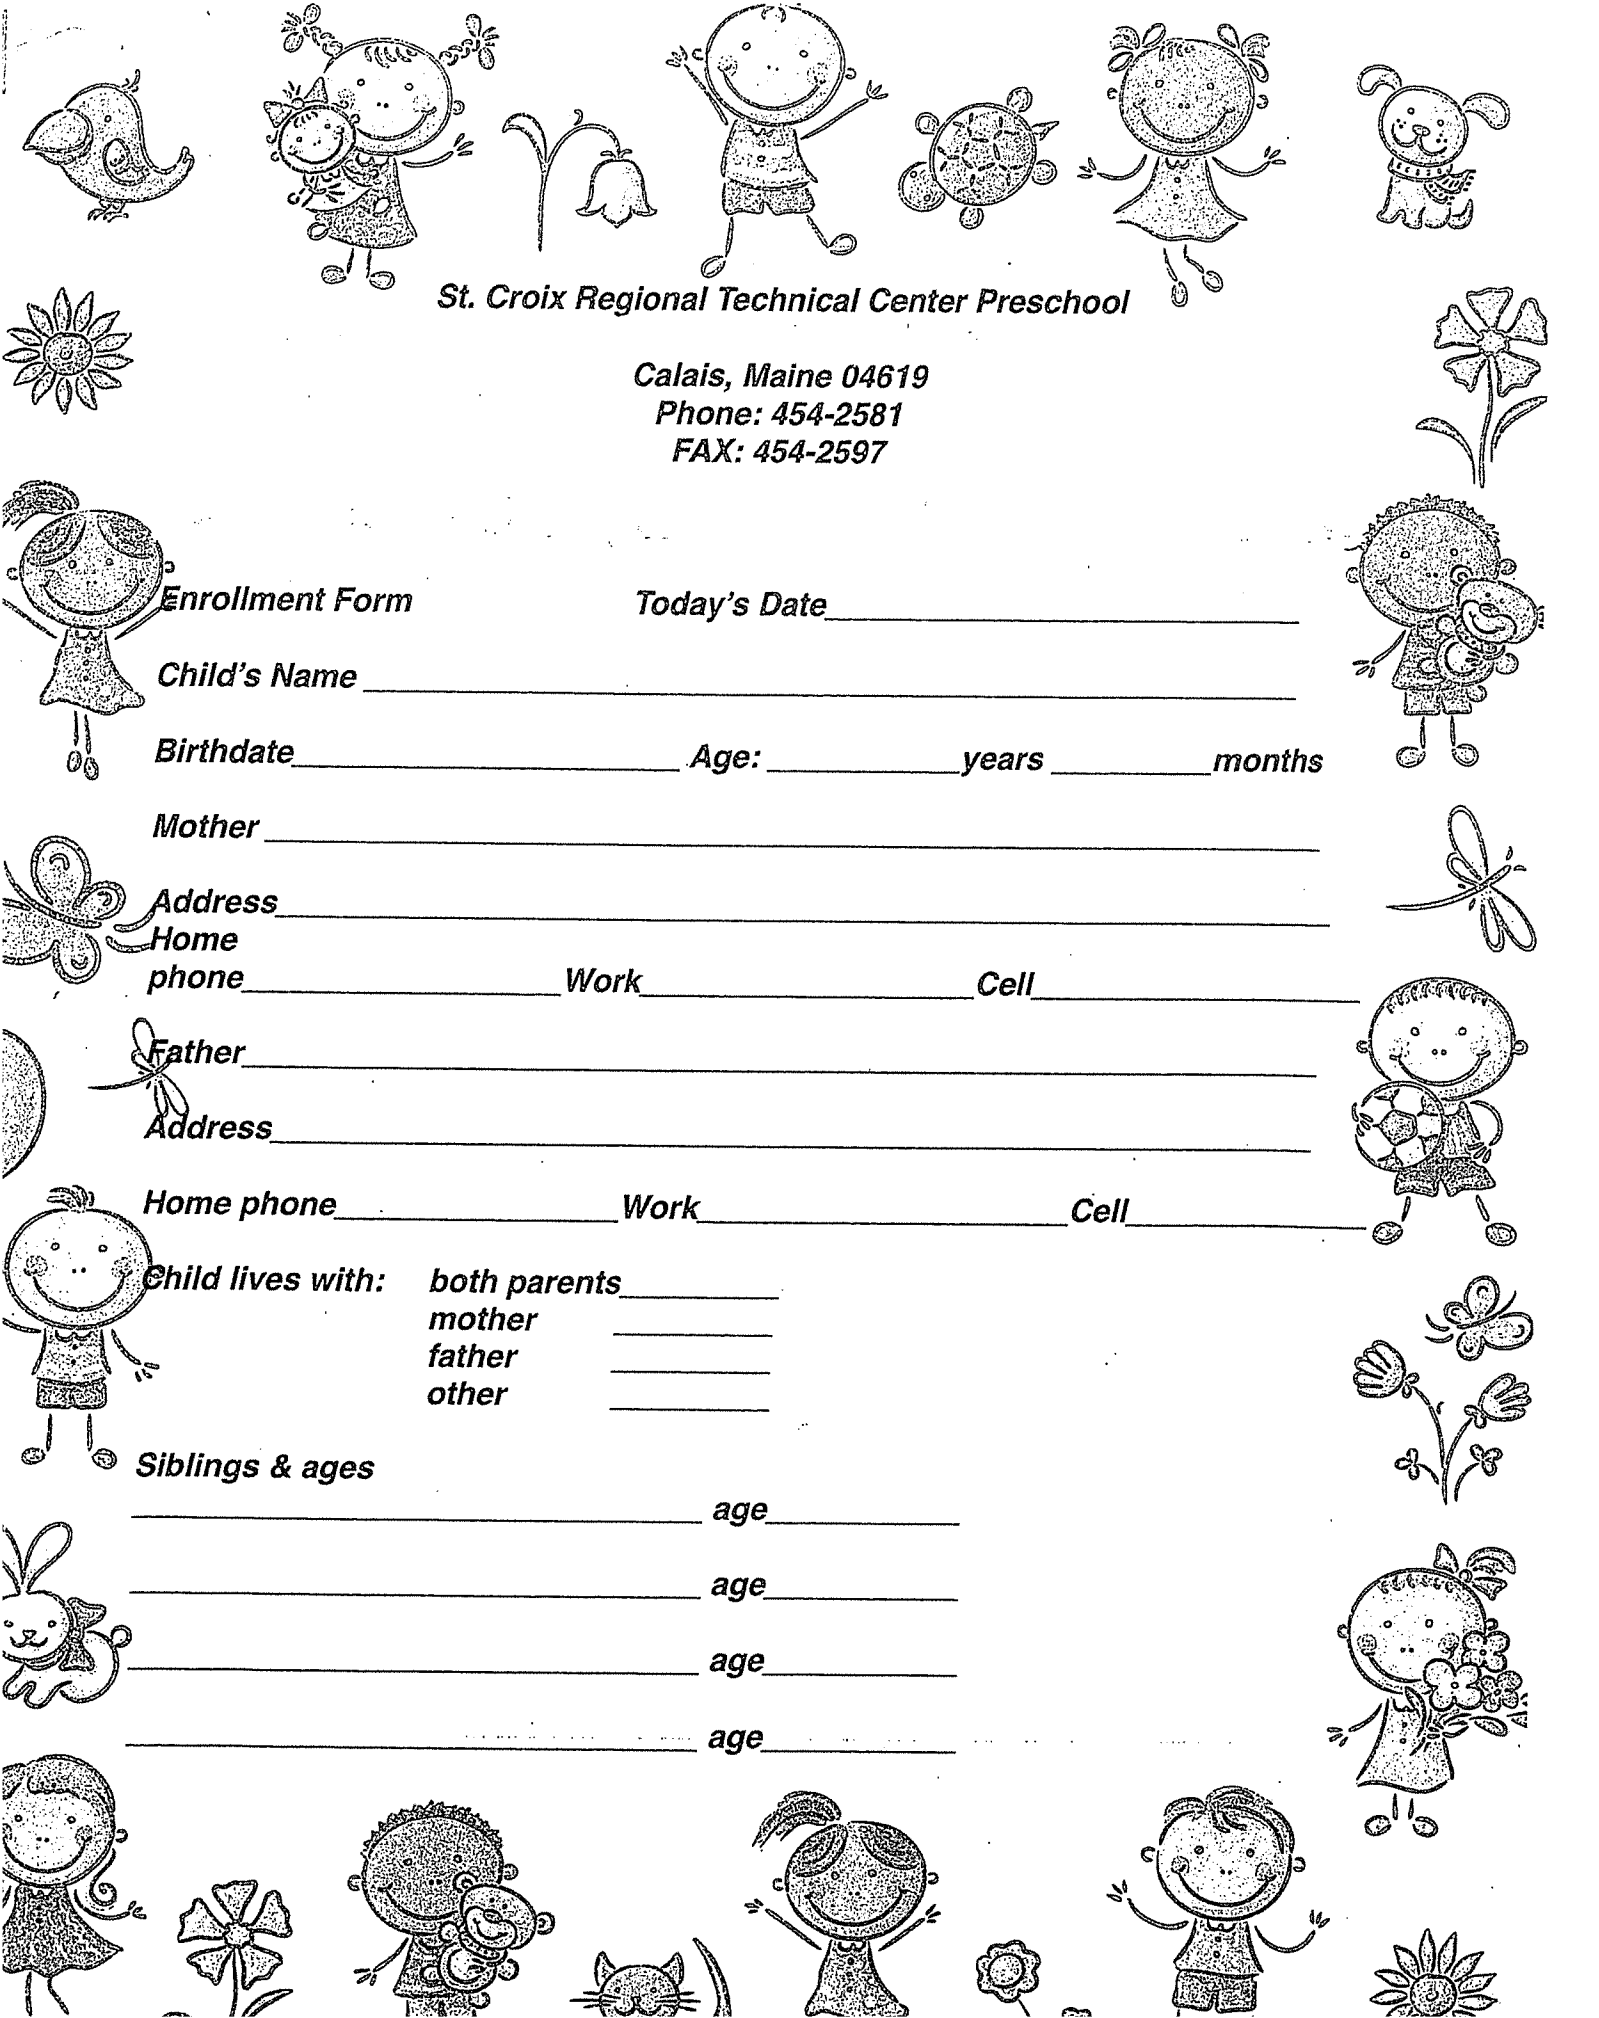 St. Croix Regional Technical Center Preschool
Calais, Maine 04619
Phone: 454-2581
FAX: 454-2597
Enrollment Form Today's Date
Child's Name
Birthdate Age: years months
Mother
Address
Home
phone Work Cell
Father
Address
Home phone Work Cell
Child lives with: both parents
mother
father
other
Siblings & ages
age
age
age
age